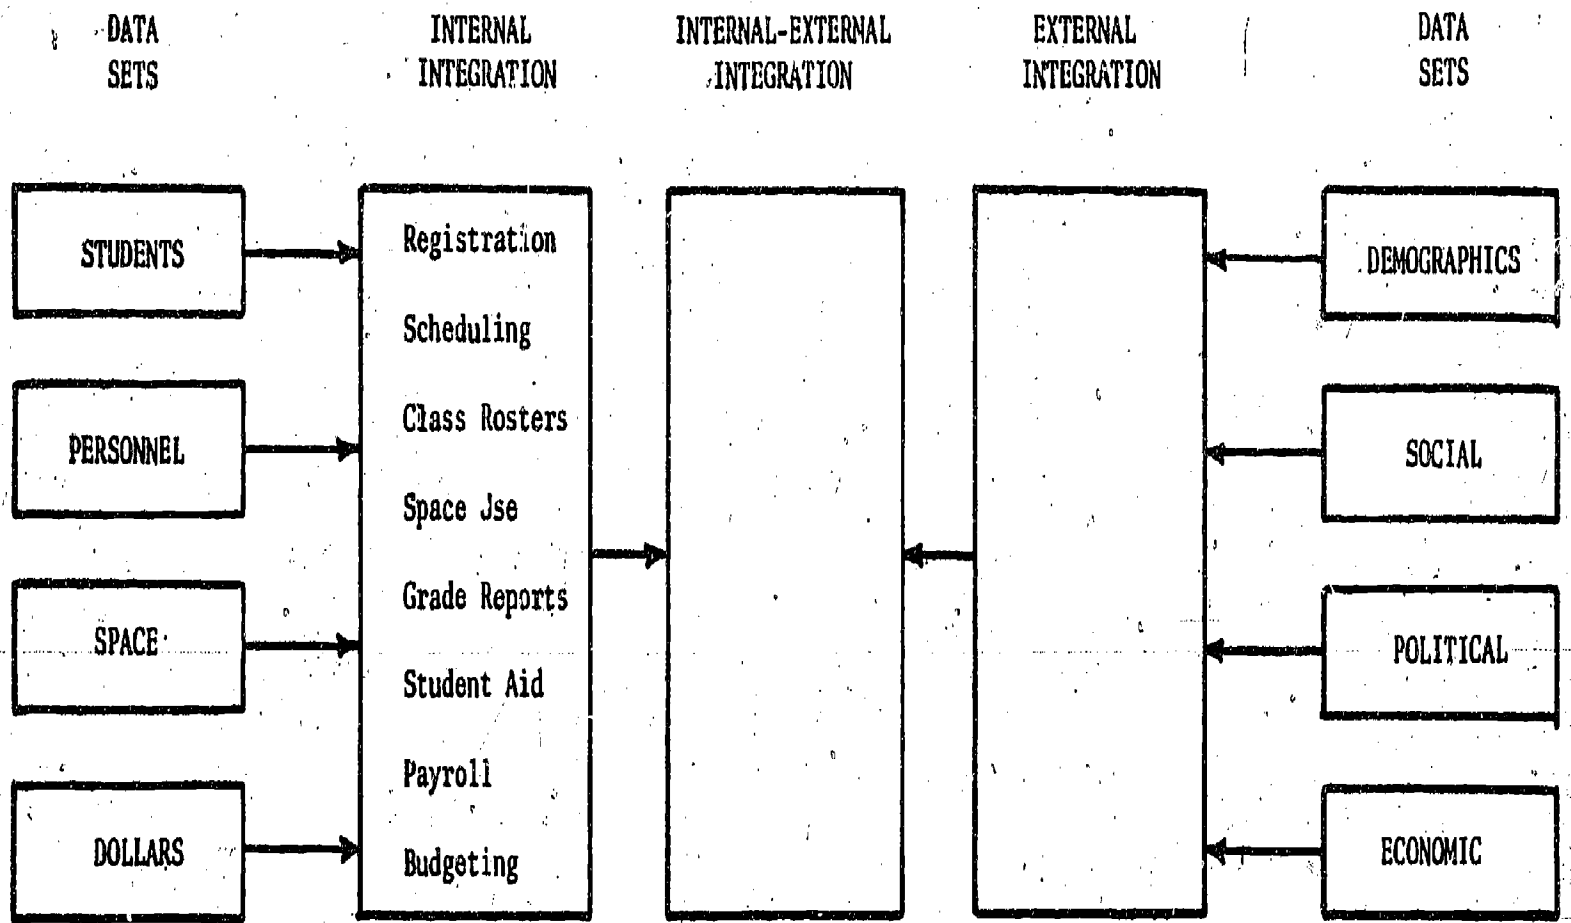 DATA
SETS
INTERNAL
INTEGRATION
INTERNAL-EXTERNAL
INTEGRATION
EXTERNAL
INTEGRATION
DATA
SETS
STUDENTS
PERSONNEL
SPACE
DOLLARS
Registration
Scheduling
Class Rosters
Space Jse
Grade Reports
Student Aid
Payroll
Budgeting
DEMOGRAPHICS
SOCIAL
POLITICAL
ECONOMIC